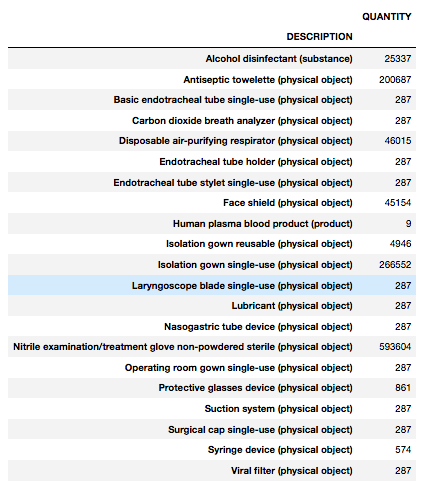 QUANTITY
DESCRIPTION
Alcohol disinfectant (substance) 25337
Antiseptic towelette (physical object) 200687
Basic endotracheal tube single-use (physical object) 287
Carbon dioxide breath analyzer (physical object) 287
Disposable air-purifying respirator (physical object) 46015
Endotracheal tube holder (physical object) 287
Endotracheal tube stylet single-use (physical object) 287
Face shield (physical object) 45154
Human plasma blood product (product) 9
Isolation gown reusable (physical object) 4946
Isolation gown single-use (physical object) 266552
Laryngoscope blade single-use (physical object) 287
Lubricant (physical object) 287
Nasogastric tube device (physical object) 287
Nitrile examination/treatment glove non-powdered sterile (physical object) 593604
Operating room gown single-use (physical object) 287
Protective glasses device (physical object) 861
Suction system (physical object) 287
Surgical cap single-use (physical object) 287
Syringe device (physical object) 574
Viral filter (physical object) 287